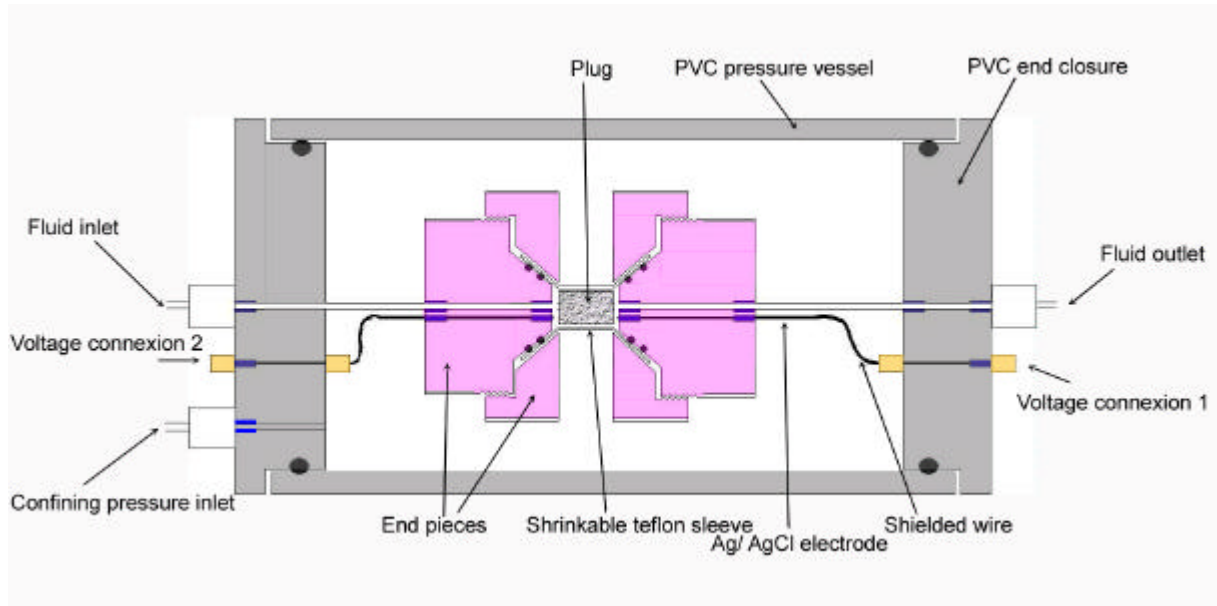 Plug
PVC pressure vessel
PVC end closure
Fluid inlet
Fluid outlet
Voltage connexion 2
Voltage connexion 1
Confining pressure inlet
End pieces
Shrinkable teflon sleeve
Shielded wire
Ag/ AgCl electrode